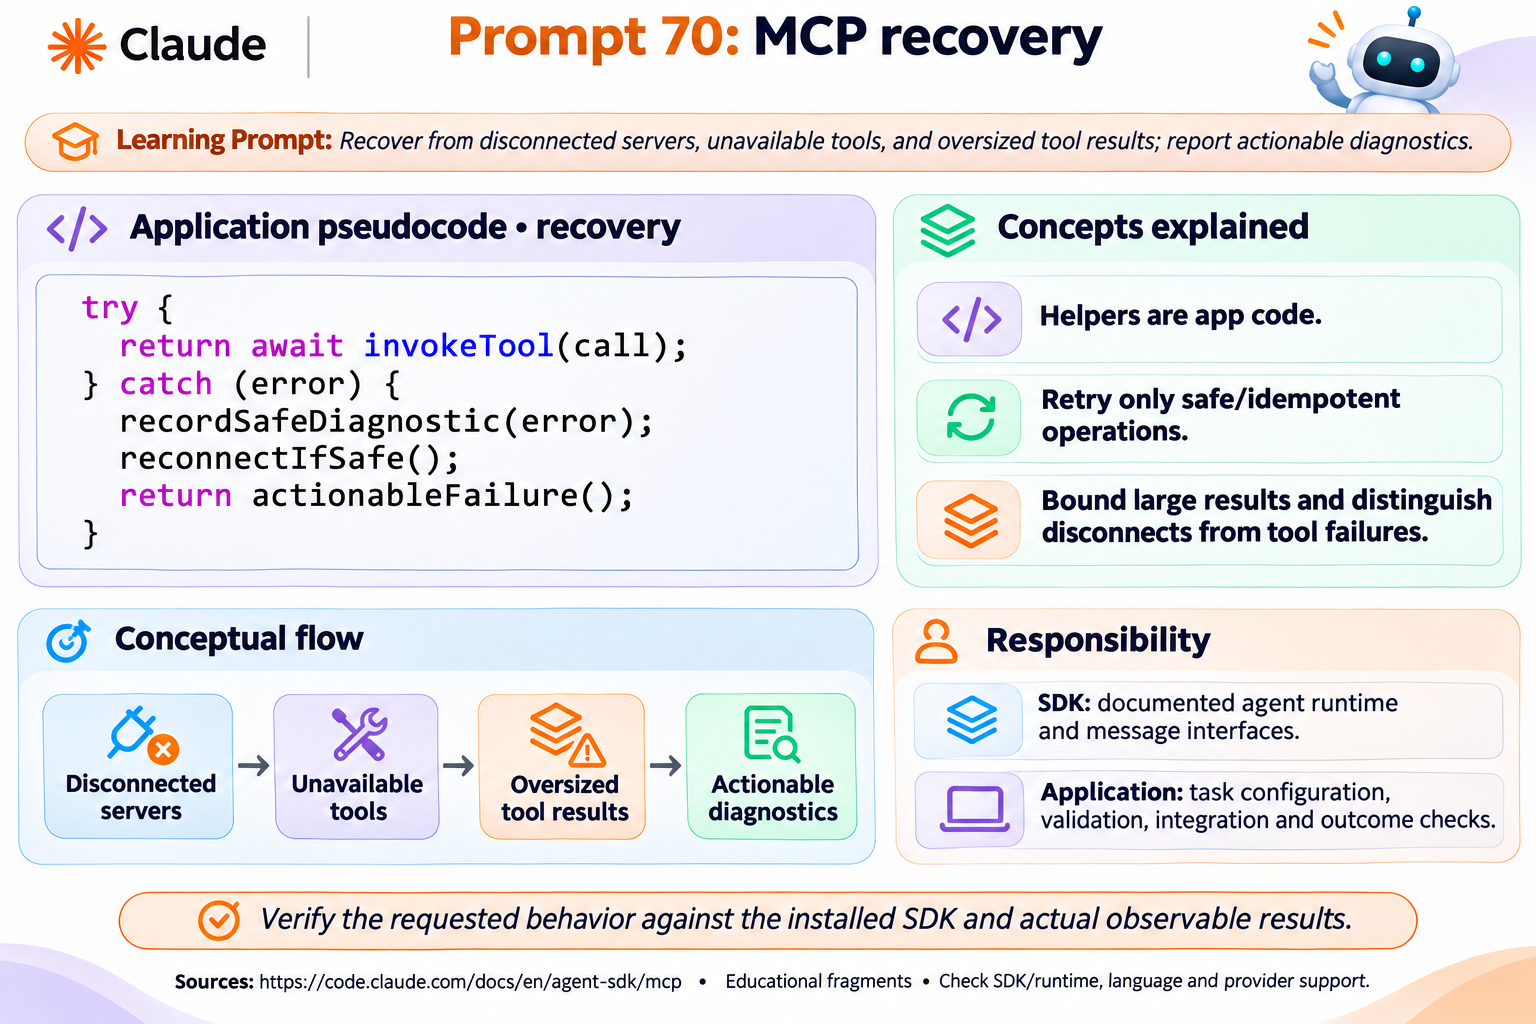 Claude
Prompt 70: MCP recovery
Learning Prompt: Recover from disconnected servers, unavailable tools, and oversized tool results; report actionable diagnostics.
</> Application pseudocode • recovery
try {
  return await invokeTool(call);
} catch (error) {
  recordSafeDiagnostic(error);
  reconnectIfSafe();
  return actionableFailure();
}
Concepts explained
</> Helpers are app code.
Retry only safe/idempotent
operations.
Bound large results and distinguish
disconnects from tool failures.
Conceptual flow
Disconnected
servers
Unavailable
tools
Oversized
tool results
Actionable
diagnostics
Responsibility
SDK: documented agent runtime
and message interfaces.
Application: task configuration,
validation, integration and outcome checks.
Verify the requested behavior against the installed SDK and actual observable results.
Sources: https://code.claude.com/docs/en/agent-sdk/mcp • Educational fragments • Check SDK/runtime, language and provider support.